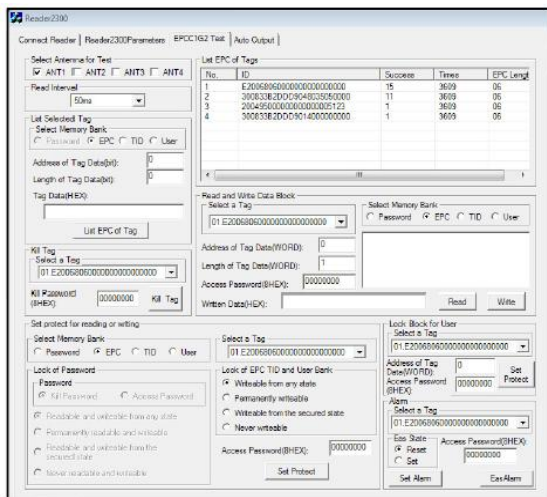 Reader2300
Connect Reader Reader2300Parameters EPCC1G2 Test Auto Output
Select Antenna for Test
ANT1 ANT2 ANT3 ANT4
Read Interval
50ms
List Selected Tag
Select Memory Bank
Password EPC TID User
Address of Tag Data(bit): 0
Length of Tag Data(bit): 0
Tag Data(HEX):
List EPC of Tag
Kill Tag
Select a Tag
01.E20068060000000000000000
Kill Password (8HEX): 00000000 Kill Tag
List EPC of Tags
No. ID Success Times EPC Lengt
1 E20068060000000000000000 15 3609 06
2 300833B2DDD9048035050000 11 3609 06
3 200495000000000000005123 1 3609 06
4 300833B2DDD9014000000000 1 3609 06
Read and Write Data Block
Select a Tag
01.E20068060000000000000000
Address of Tag Data(WORD): 0
Length of Tag Data(WORD): 1
Access Password(8HEX): 00000000
Written Data(HEX):
Select Memory Bank
Password EPC TID User
Read Write
Set protect for reading or writing
Select Memory Bank
Password EPC TID User
Lock of Password
Password
Kill Password Access Password
Readable and writeable from any state
Permanently readable and writeable
Readable and writeable from the
secured state
Never readable and writeable
Select a Tag
01.E20068060000000000000000
Lock of EPC TID and User Bank
Writeable from any state
Permanently writeable
Writeable from the secured state
Never writeable
Access Password(8HEX): 00000000
Set Protect
Lock Block for User
Select a Tag
01.E20068060000000000000000
Address of Tag Data(WORD): 0
Access Password (8HEX) 00000000
Set Protect
Alarm
Select a Tag
01.E20068060000000000000000
Eas State
Reset
Set
Access Password(8HEX):
00000000
Set Alarm EasAlarm